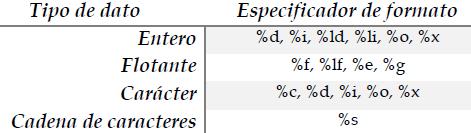 Tipo de dato Especificador de formato
Entero %d, %i, %ld, %li, %o, %x
Flotante %f, %lf, %e, %g
Carácter %c, %d, %i, %o, %x
Cadena de caracteres %s